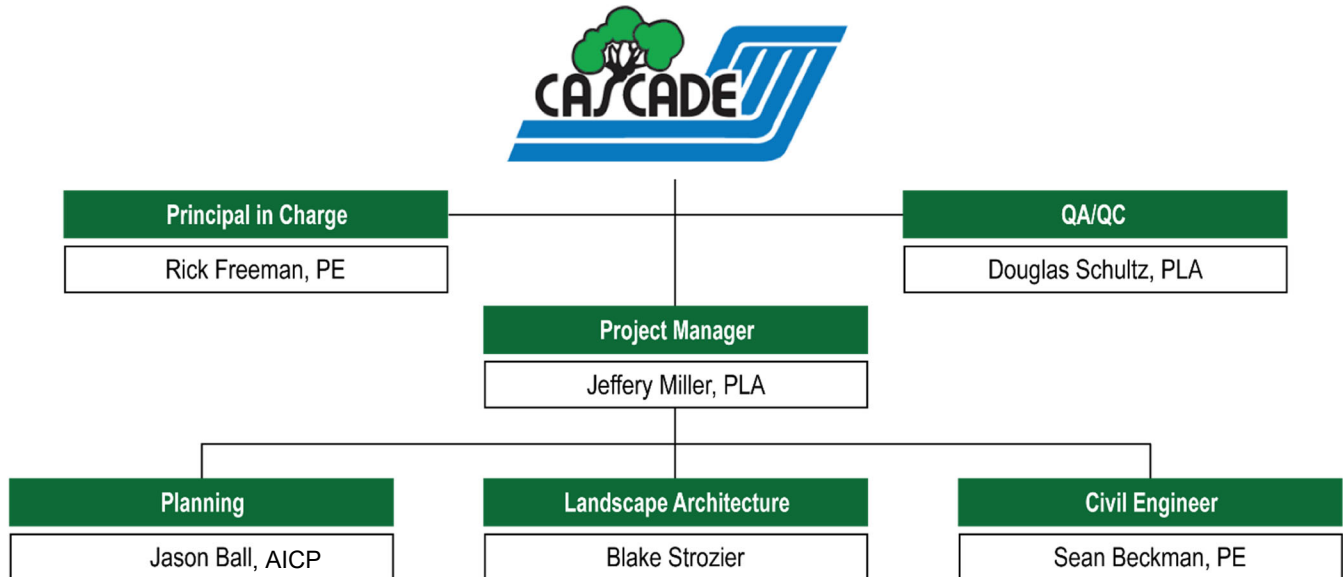 CASCADE
Principal in Charge
Rick Freeman, PE
QA/QC
Douglas Schultz, PLA
Project Manager
Jeffery Miller, PLA
Planning
Jason Ball, AICP
Landscape Architecture
Blake Strozier
Civil Engineer
Sean Beckman, PE